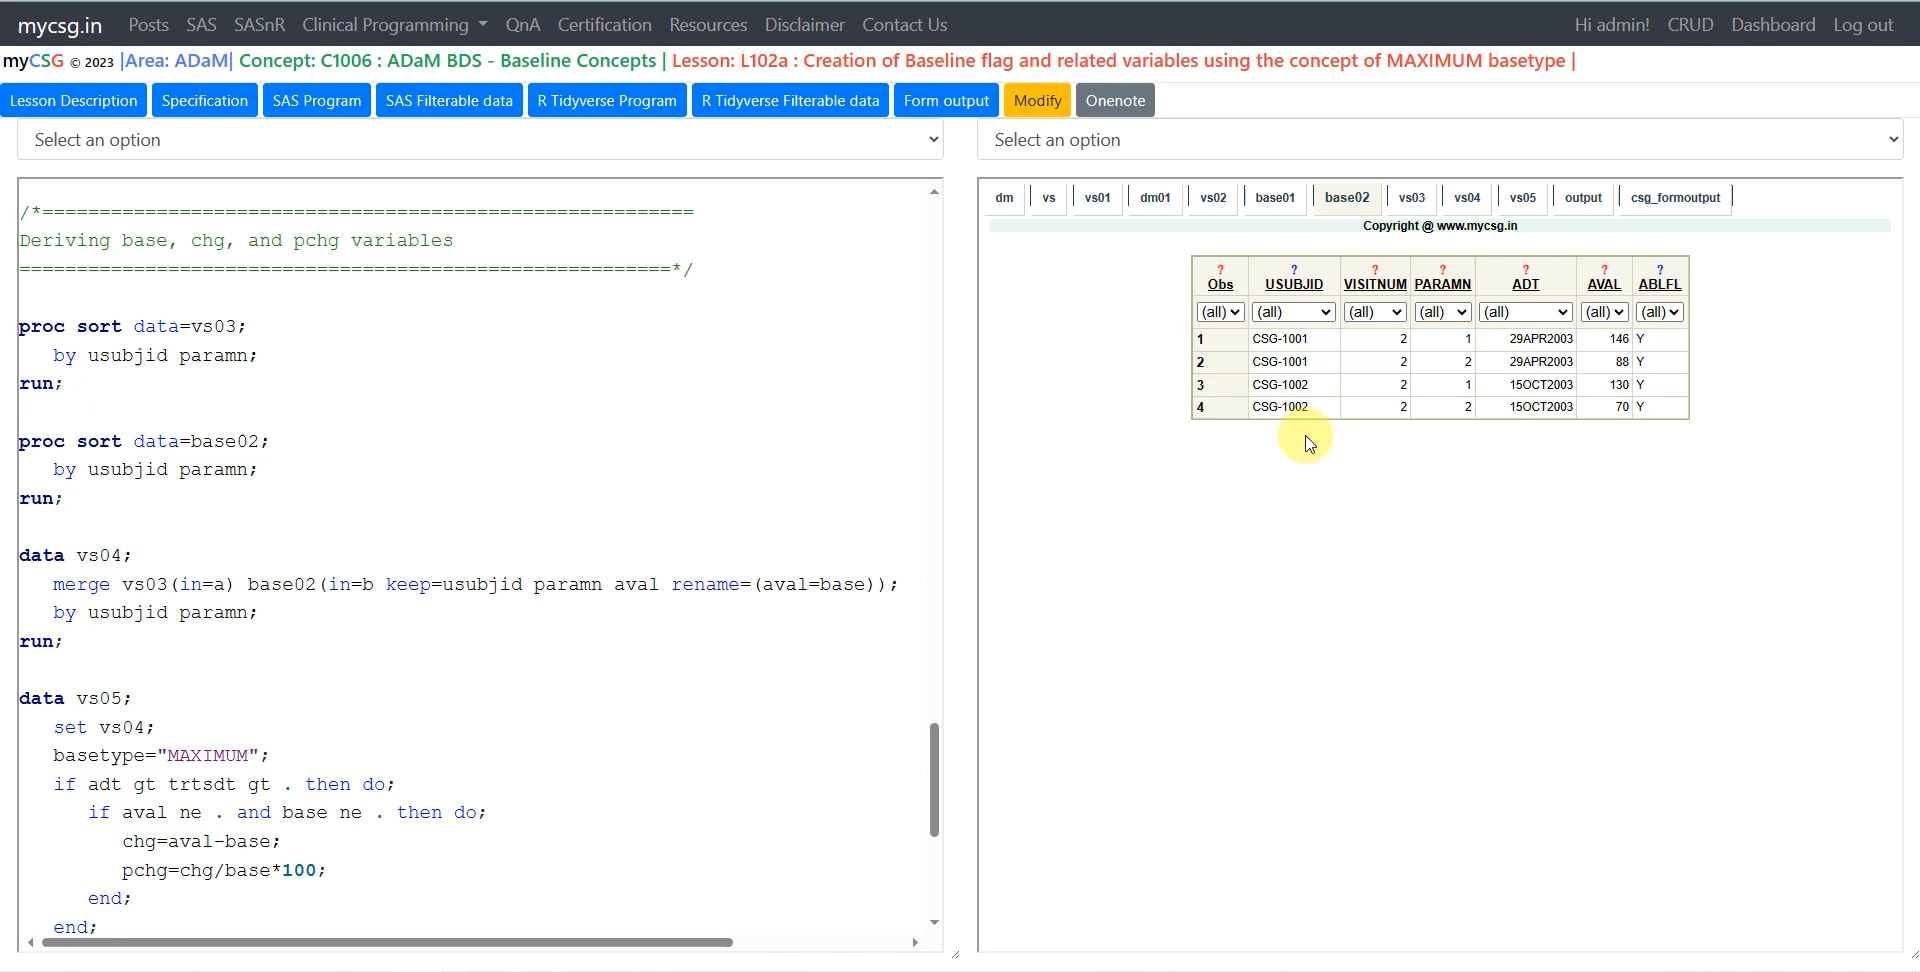 mycsg.in Posts SAS SASnR Clinical Programming QnA Certification Resources Disclaimer Contact Us Hi admin! CRUD Dashboard Log out
myCSG © 2023 |Area: ADaM| Concept: C1006 : ADaM BDS - Baseline Concepts | Lesson: L102a : Creation of Baseline flag and related variables using the concept of MAXIMUM basetype |
Lesson Description Specification SAS Program SAS Filterable data R Tidyverse Program R Tidyverse Filterable data Form output Modify Onenote
Select an option
/*=========================================================
Deriving base, chg, and pchg variables
=========================================================*/
proc sort data=vs03;
by usubjid paramn;
run;
proc sort data=base02;
by usubjid paramn;
run;
data vs04;
merge vs03(in=a) base02(in=b keep=usubjid paramn aval rename=(aval=base));
by usubjid paramn;
run;
data vs05;
set vs04;
basetype="MAXIMUM";
if adt gt trtsdt gt . then do;
if aval ne . and base ne . then do;
chg=aval-base;
pchg=chg/base*100;
end;
end;
Select an option
dm | vs | vs01 | dm01 | vs02 | base01 | base02 | vs03 | vs04 | vs05 | output | csg_formoutput |
Copyright @ www.mycsg.in
? ? ? ? ? ? ?
Obs USUBJID VISITNUM PARAMN ADT AVAL ABLFL
(all) (all) (all) (all) (all) (all) (all)
1 CSG-1001 2 1 29APR2003 146 Y
2 CSG-1001 2 2 29APR2003 88 Y
3 CSG-1002 2 1 15OCT2003 130 Y
4 CSG-1002 2 2 15OCT2003 70 Y